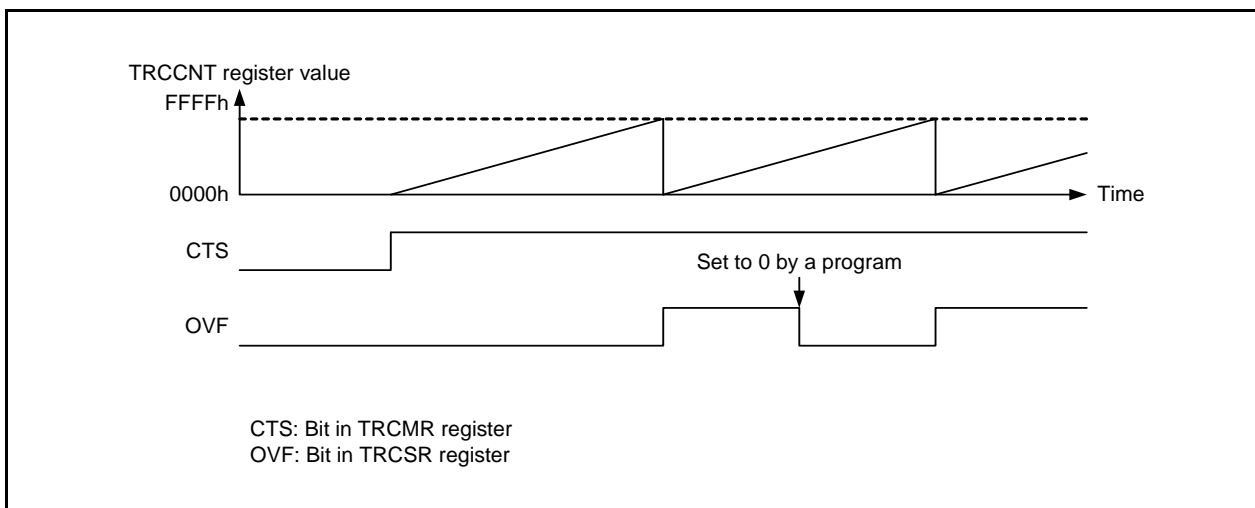 TRCCNT register value
FFFFh
0000h
Time
CTS
Set to 0 by a program
OVF
CTS: Bit in TRCMR register
OVF: Bit in TRCSR register